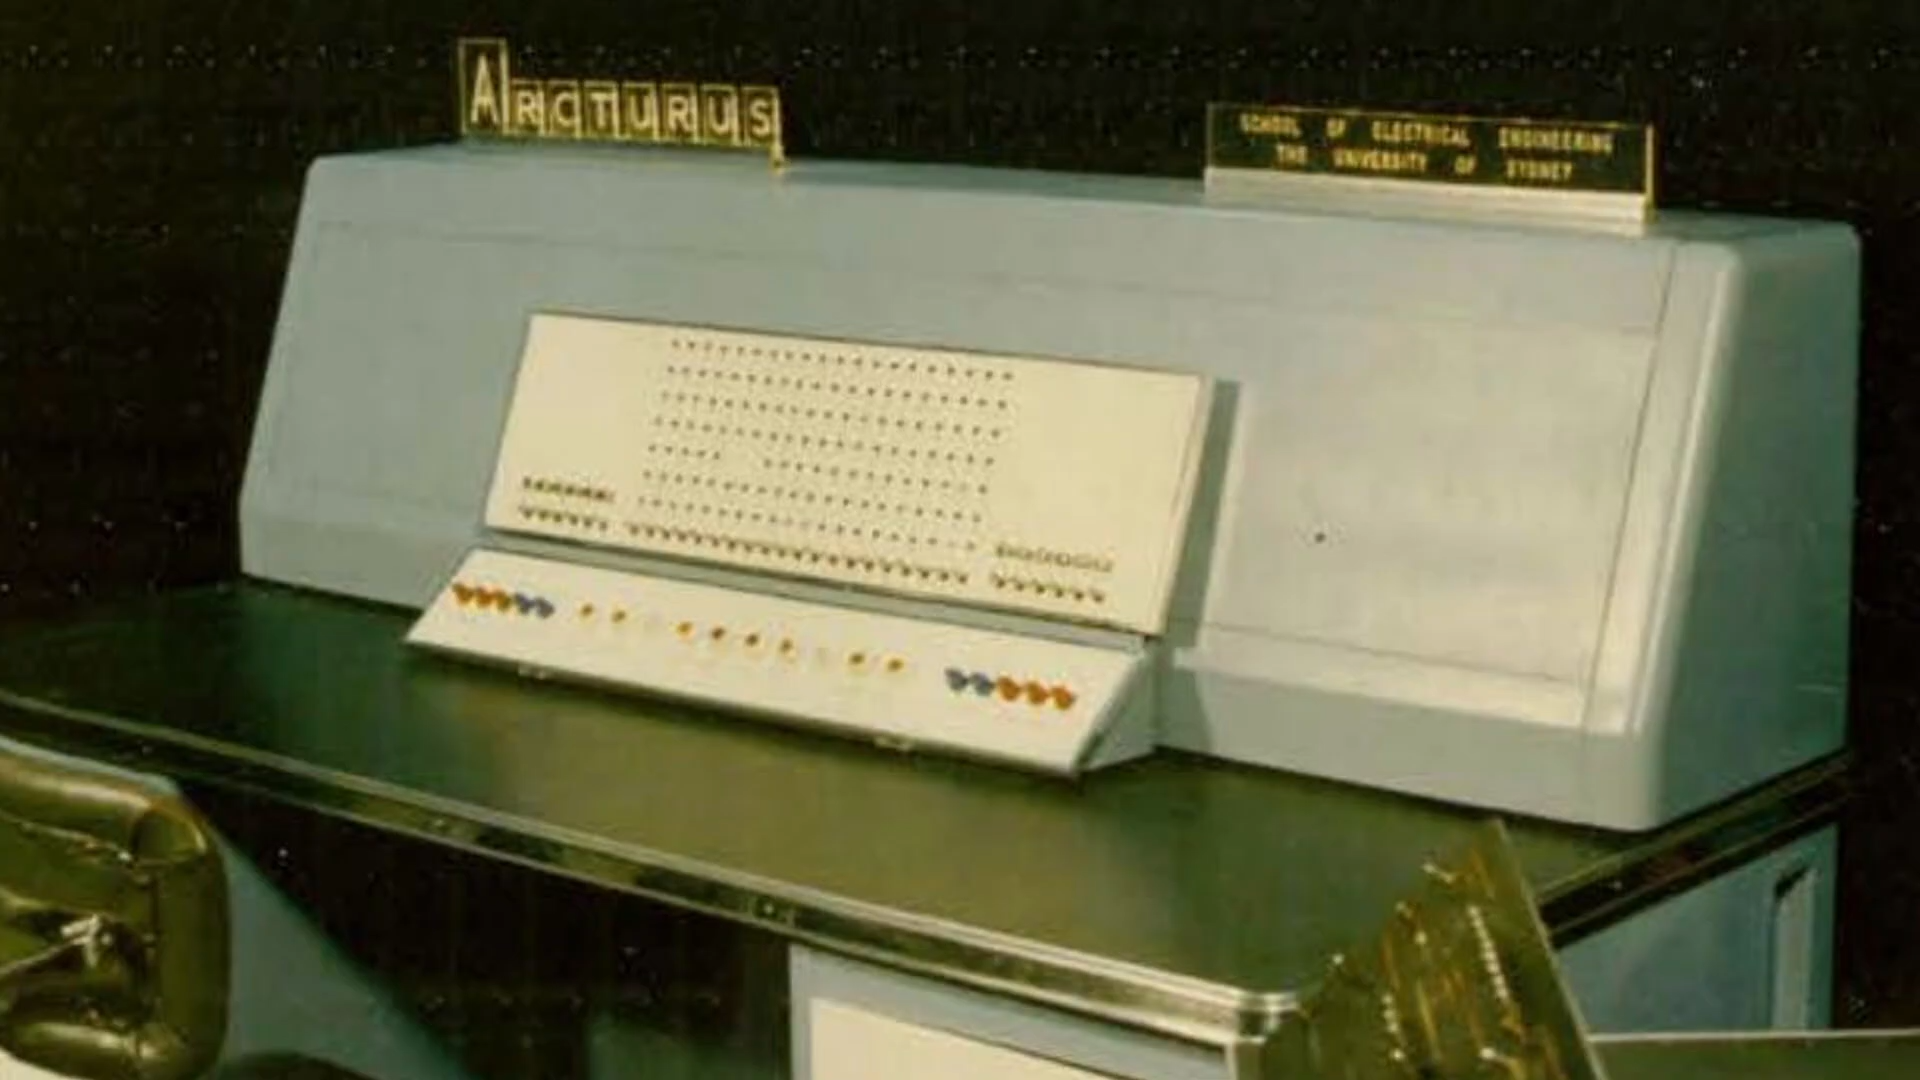 ARCTURUS
SCHOOL OF ELECTRICAL ENGINEERING
THE UNIVERSITY OF SYDNEY